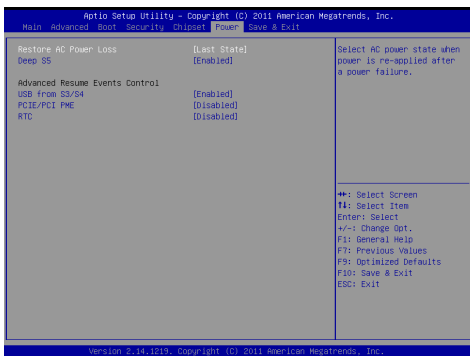 Aptio Setup Utility – Copyright (C) 2011 American Megatrends, Inc.
Main Advanced Boot Security Chipset Power Save & Exit
Restore AC Power Loss [Last State]
Deep S5 [Enabled]
Advanced Resume Events Control
USB from S3/S4 [Enabled]
PCIE/PCI PME [Disabled]
RTC [Disabled]
Select AC power state when
power is re-applied after
a power failure.
→←: Select Screen
↑↓: Select Item
Enter: Select
+/-: Change Opt.
F1: General Help
F7: Previous Values
F9: Optimized Defaults
F10: Save & Exit
ESC: Exit
Version 2.14.1219. Copyright (C) 2011 American Megatrends, Inc.